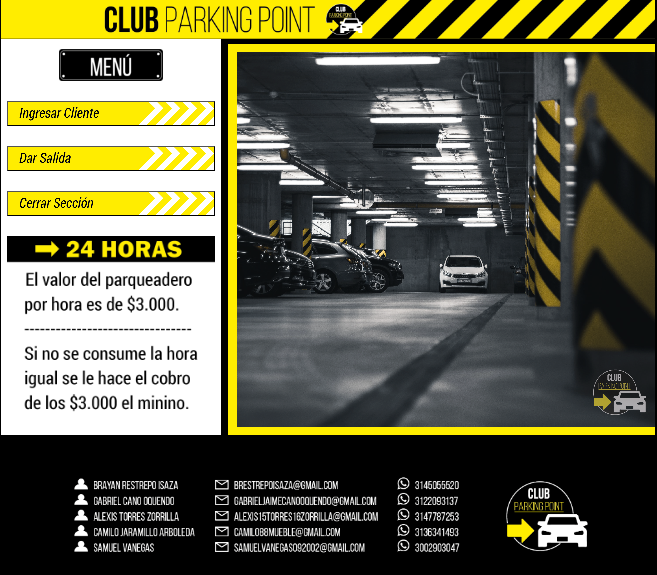 CLUB PARKING POINT
CLUB
PARKING POINT
MENÚ
Ingresar Cliente
Dar Salida
Cerrar Sección
24 HORAS
El valor del parqueadero
por hora es de $3.000.
--------------------------------
Si no se consume la hora
igual se le hace el cobro
de los $3.000 el minino.
CLUB
PARKING POINT
BRAYAN RESTREPO ISAZA BRESTREPOISAZA@GMAIL.COM 3145055520
GABRIEL CANO OQUENDO GABRIELJAIMECANOOQUENDO@GMAIL.COM 3122093137
ALEXIS TORRES ZORRILLA ALEXIS15TORRES16ZORRILLA@GMAIL.COM 3147787253
CAMILO JARAMILLO ARBOLEDA CAMILO88MUEBLE@GMAIL.COM 3136341493
SAMUEL VANEGAS SAMUELVANEGAS092002@GMAIL.COM 3002903047
CLUB
PARKING POINT